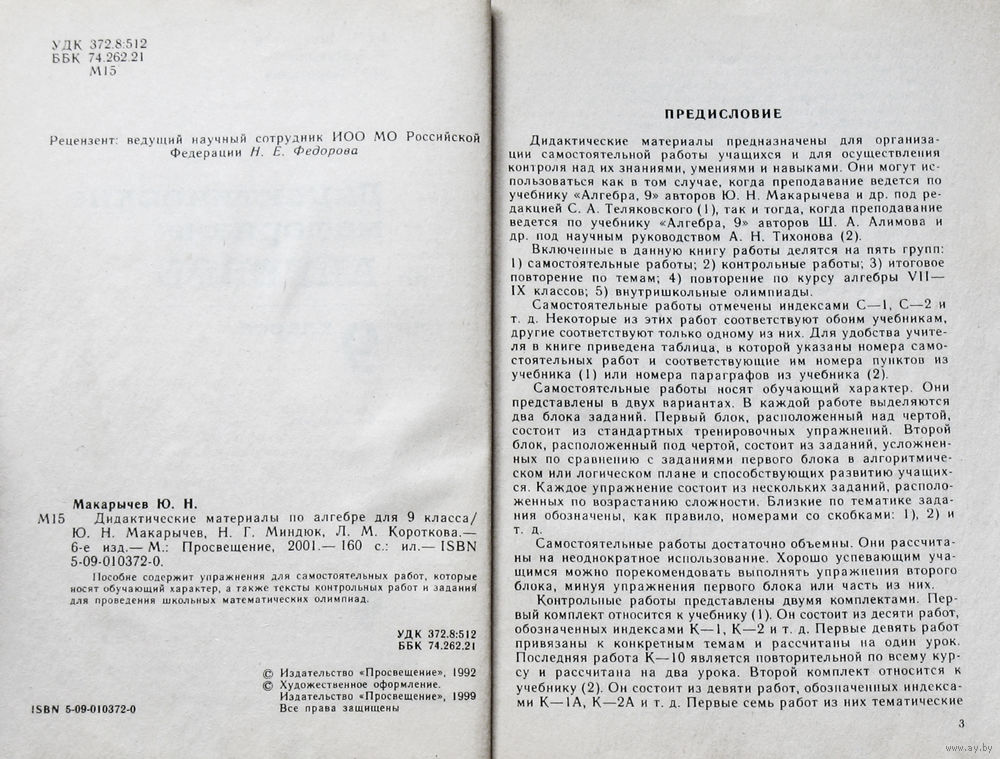 УДК 372.8:512
ББК 74.262.21
М15
Рецензент: ведущий научный сотрудник ИОО МО Российской
Федерации Н. Е. Федорова
Макарычев Ю. Н.
М15 Дидактические материалы по алгебре для 9 класса/
Ю. Н. Макарычев, Н. Г. Миндюк, Л. М. Короткова.—
6-е изд.— М.: Просвещение, 2001.— 160 с.: ил.— ISBN
5-09-010372-0.
Пособие содержит упражнения для самостоятельных работ, которые
носят обучающий характер, а также тексты контрольных работ и задания
для проведения школьных математических олимпиад.
УДК 372.8:512
ББК 74.262.21
© Издательство «Просвещение», 1992
© Художественное оформление.
Издательство «Просвещение», 1999
ISBN 5-09-010372-0 Все права защищены
ПРЕДИСЛОВИЕ
Дидактические материалы предназначены для организа-
ции самостоятельной работы учащихся и для осуществления
контроля над их знаниями, умениями и навыками. Они могут ис-
пользоваться как в том случае, когда преподавание ведется по
учебнику «Алгебра, 9» авторов Ю. Н. Макарычева и др. под ре-
дакцией С. А. Теляковского (1), так и тогда, когда преподавание
ведется по учебнику «Алгебра, 9» авторов Ш. А. Алимова и
др. под научным руководством А. Н. Тихонова (2).
Включенные в данную книгу работы делятся на пять групп:
1) самостоятельные работы; 2) контрольные работы; 3) итоговое
повторение по темам; 4) повторение по курсу алгебры VII—
IX классов; 5) внутришкольные олимпиады.
Самостоятельные работы отмечены индексами С—1, С—2 и
т. д. Некоторые из этих работ соответствуют обоим учебникам,
другие соответствуют только одному из них. Для удобства учите-
ля в книге приведена таблица, в которой указаны номера само-
стоятельных работ и соответствующие им номера пунктов из
учебника (1) или номера параграфов из учебника (2).
Самостоятельные работы носят обучающий характер. Они
представлены в двух вариантах. В каждой работе выделяются
два блока заданий. Первый блок, расположенный над чертой,
состоит из стандартных тренировочных упражнений. Второй
блок, расположенный под чертой, состоит из заданий, усложнен-
ных по сравнению с заданиями первого блока в алгоритмиче-
ском или логическом плане и способствующих развитию учащих-
ся. Каждое упражнение состоит из нескольких заданий, располо-
женных по возрастанию сложности. Близкие по тематике зада-
ния обозначены, как правило, номерами со скобками: 1), 2) и
т. д.
Самостоятельные работы достаточно объемны. Они рассчита-
ны на неоднократное использование. Хорошо успевающим уча-
щимся можно порекомендовать выполнять упражнения второго
блока, минуя упражнения первого блока или часть из них.
Контрольные работы представлены двумя комплектами. Пер-
вый комплект относится к учебнику (1). Он состоит из десяти работ,
обозначенных индексами К—1, К—2 и т. д. Первые девять работ
привязаны к конкретным темам и рассчитаны на один урок.
Последняя работа К—10 является повторительной по всему кур-
су и рассчитана на два урока. Второй комплект относится к
учебнику (2). Он состоит из девяти работ, обозначенных индекса-
ми К—1А, К—2А и т. д. Первые семь работ из них тематические
3
www.ay.by